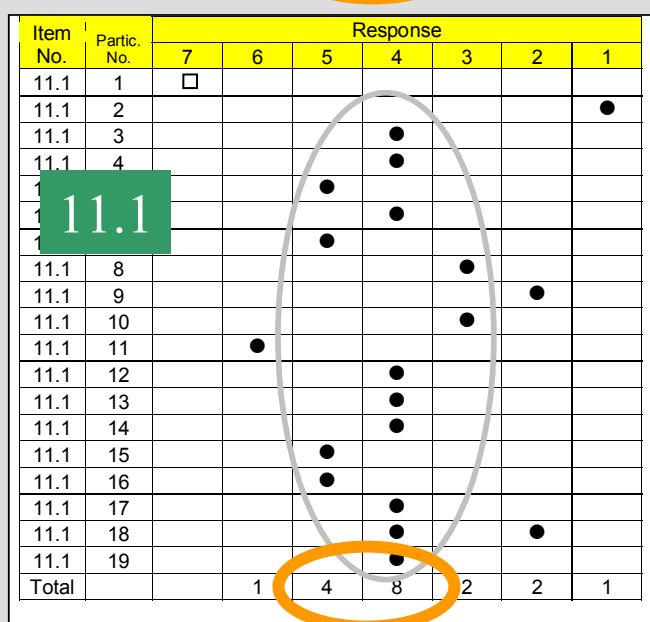 Item No. Partic. No. Response
7 6 5 4 3 2 1
11.1 1 □
11.1 2 ●
11.1 3 ●
11.1 4 ●
●
●
●
11.1
11.1 8 ●
11.1 9 ●
11.1 10 ●
11.1 11 ●
11.1 12 ●
11.1 13 ●
11.1 14 ●
11.1 15 ●
11.1 16 ●
11.1 17 ●
11.1 18 ● ●
11.1 19 ●
Total 1 4 8 2 2 1